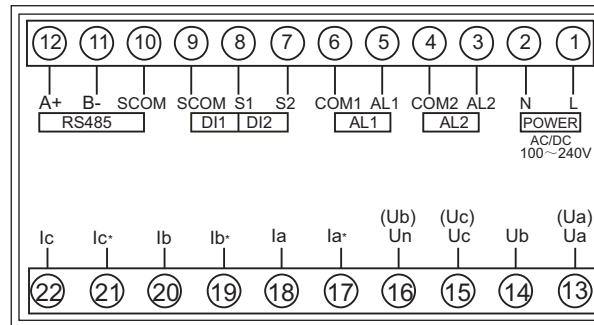 12 11 10 9 8 7 6 5 4 3 2 1
A+ B- SCOM SCOM S1 S2 COM1 AL1 COM2 AL2 N L
RS485 DI1 DI2 AL1 AL2 POWER
AC/DC
100～240V
(Ub) (Uc) (Ua)
Ic Ic* Ib Ib* Ia Ia* Un Uc Ub Ua
22 21 20 19 18 17 16 15 14 13